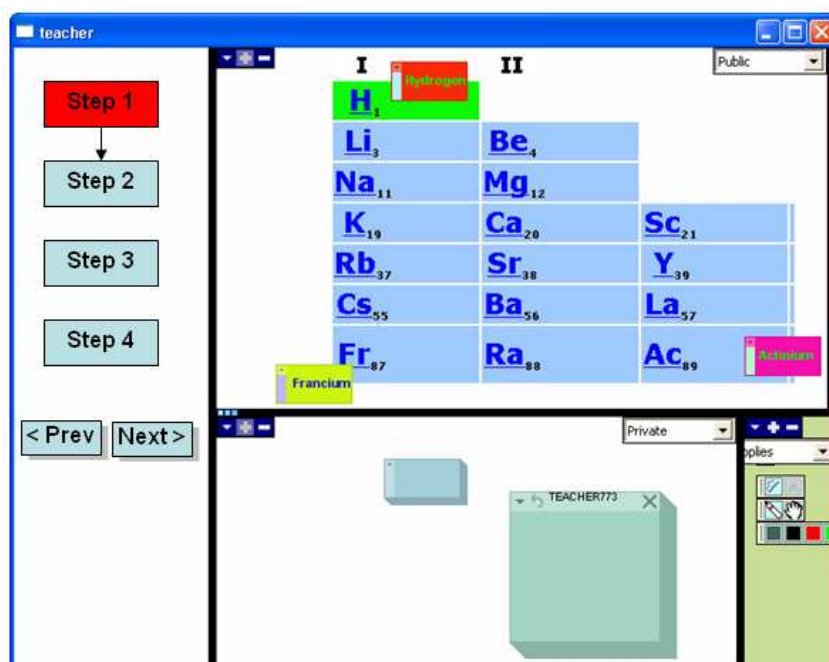 teacher
Step 1
Step 2
Step 3
Step 4
< Prev Next >
Public
I II
Hydrogen
H1
Li3 Be4
Na11 Mg12
K19 Ca20 Sc21
Rb37 Sr38 Y39
Cs55 Ba56 La57
Fr87 Ra88 Ac89
Actinium
Francium
Private
pplies
TEACHER773